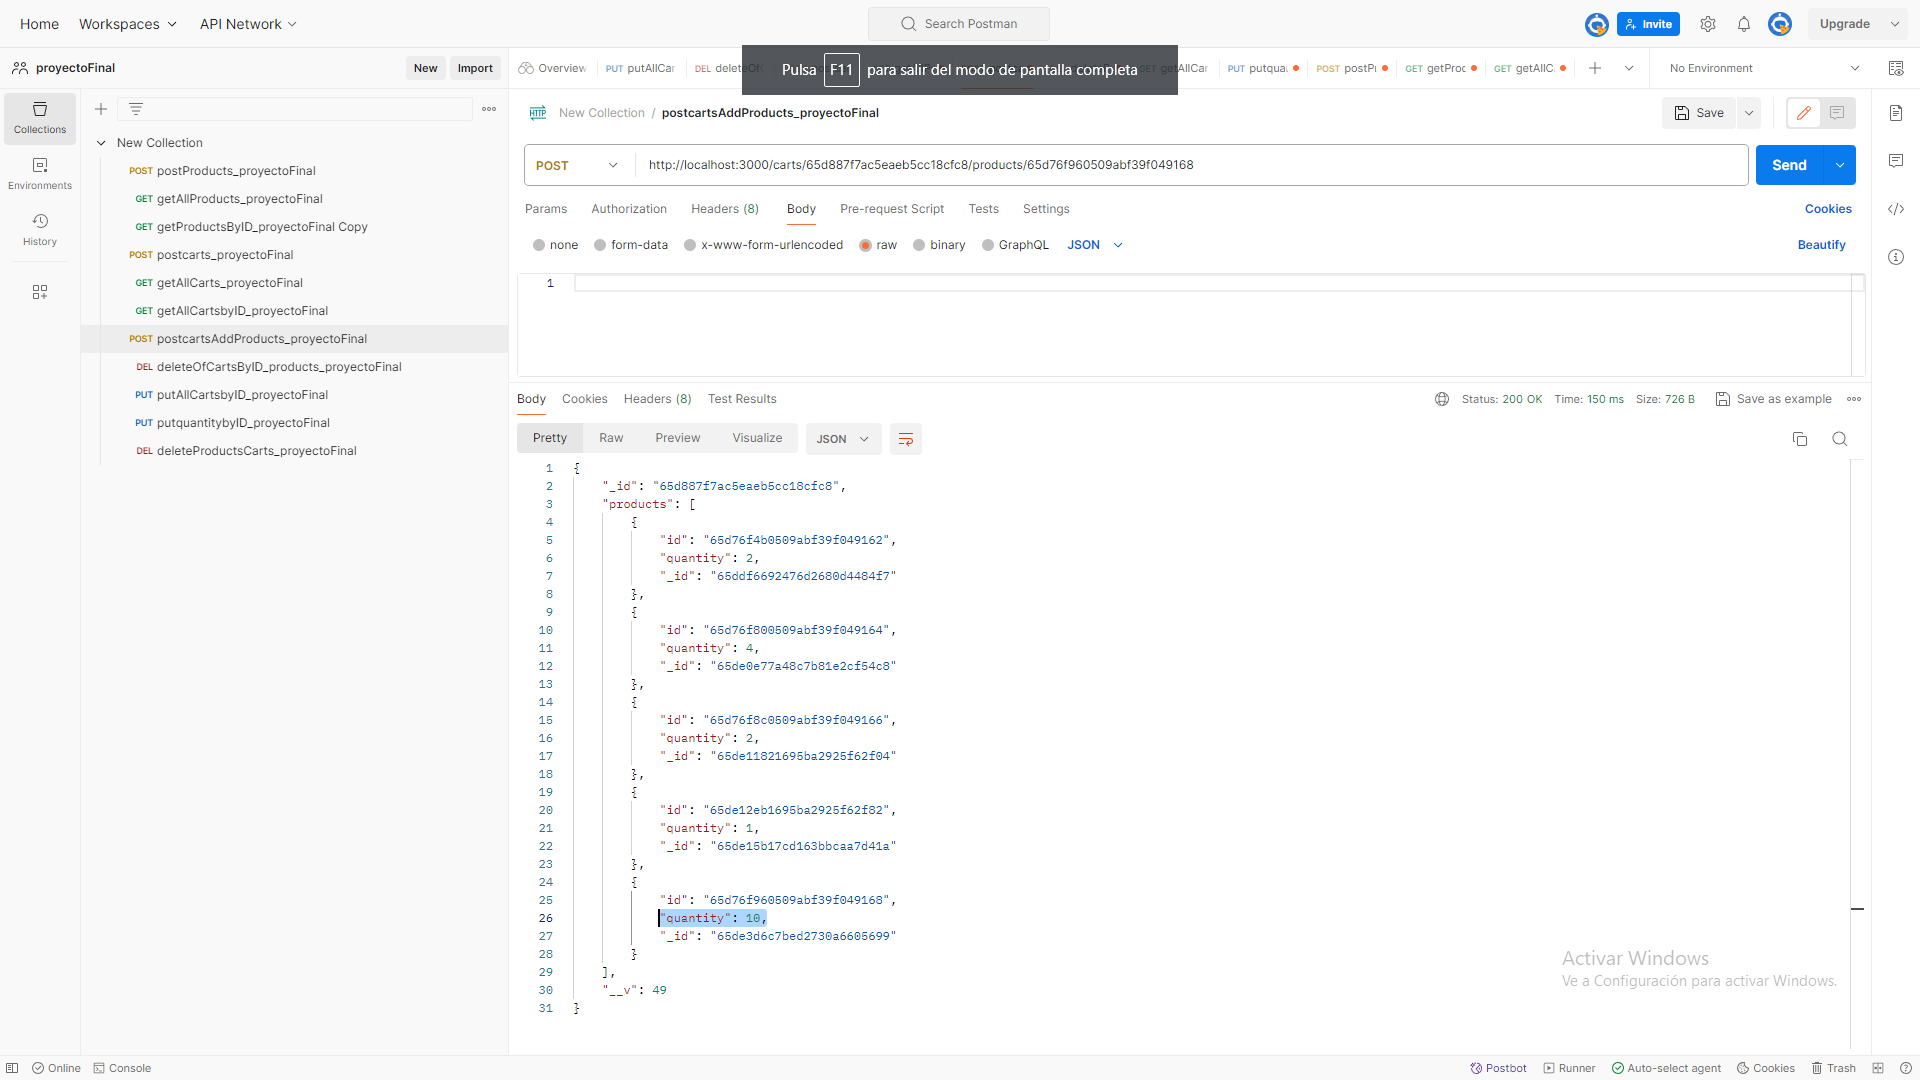 Home
Workspaces
API Network
Search Postman
Invite
Upgrade
proyectoFinal
New
Import
Overview
PUT putAllCar
DEL deleteOf
Pulsa F11 para salir del modo de pantalla completa
GET getAllCar
PUT putqua
POST postPr
GET getProc
GET getAllC
No Environment
Collections
Environments
History
New Collection
POST postProducts_proyectoFinal
GET getAllProducts_proyectoFinal
GET getProductsByID_proyectoFinal Copy
POST postcarts_proyectoFinal
GET getAllCarts_proyectoFinal
GET getAllCartsbyID_proyectoFinal
POST postcartsAddProducts_proyectoFinal
DEL deleteOfCartsByID_products_proyectoFinal
PUT putAllCartsbyID_proyectoFinal
PUT putquantitybyID_proyectoFinal
DEL deleteProductsCarts_proyectoFinal
HTTP New Collection / postcartsAddProducts_proyectoFinal
Save
POST
http://localhost:3000/carts/65d887f7ac5eaeb5cc18cfc8/products/65d76f960509abf39f049168
Send
Params Authorization Headers (8) Body Pre-request Script Tests Settings
Cookies
none form-data x-www-form-urlencoded raw binary GraphQL JSON
Beautify
1
Body Cookies Headers (8) Test Results
Status: 200 OK Time: 150 ms Size: 726 B
Save as example
Pretty Raw Preview Visualize JSON
1 {
2 "_id": "65d887f7ac5eaeb5cc18cfc8",
3 "products": [
4 {
5 "id": "65d76f4b0509abf39f049162",
6 "quantity": 2,
7 "_id": "65ddf6692476d2680d4484f7"
8 },
9 {
10 "id": "65d76f800509abf39f049164",
11 "quantity": 4,
12 "_id": "65de0e77a48c7b81e2cf54c8"
13 },
14 {
15 "id": "65d76f8c0509abf39f049166",
16 "quantity": 2,
17 "_id": "65de11821695ba2925f62f04"
18 },
19 {
20 "id": "65de12eb1695ba2925f62f82",
21 "quantity": 1,
22 "_id": "65de15b17cd163bbcaa7d41a"
23 },
24 {
25 "id": "65d76f960509abf39f049168",
26 "quantity": 10,
27 "_id": "65de3d6c7bed2730a6605699"
28 }
29 ],
30 "__v": 49
31 }
Activar Windows
Ve a Configuración para activar Windows.
Online
Console
Postbot
Runner
Auto-select agent
Cookies
Trash